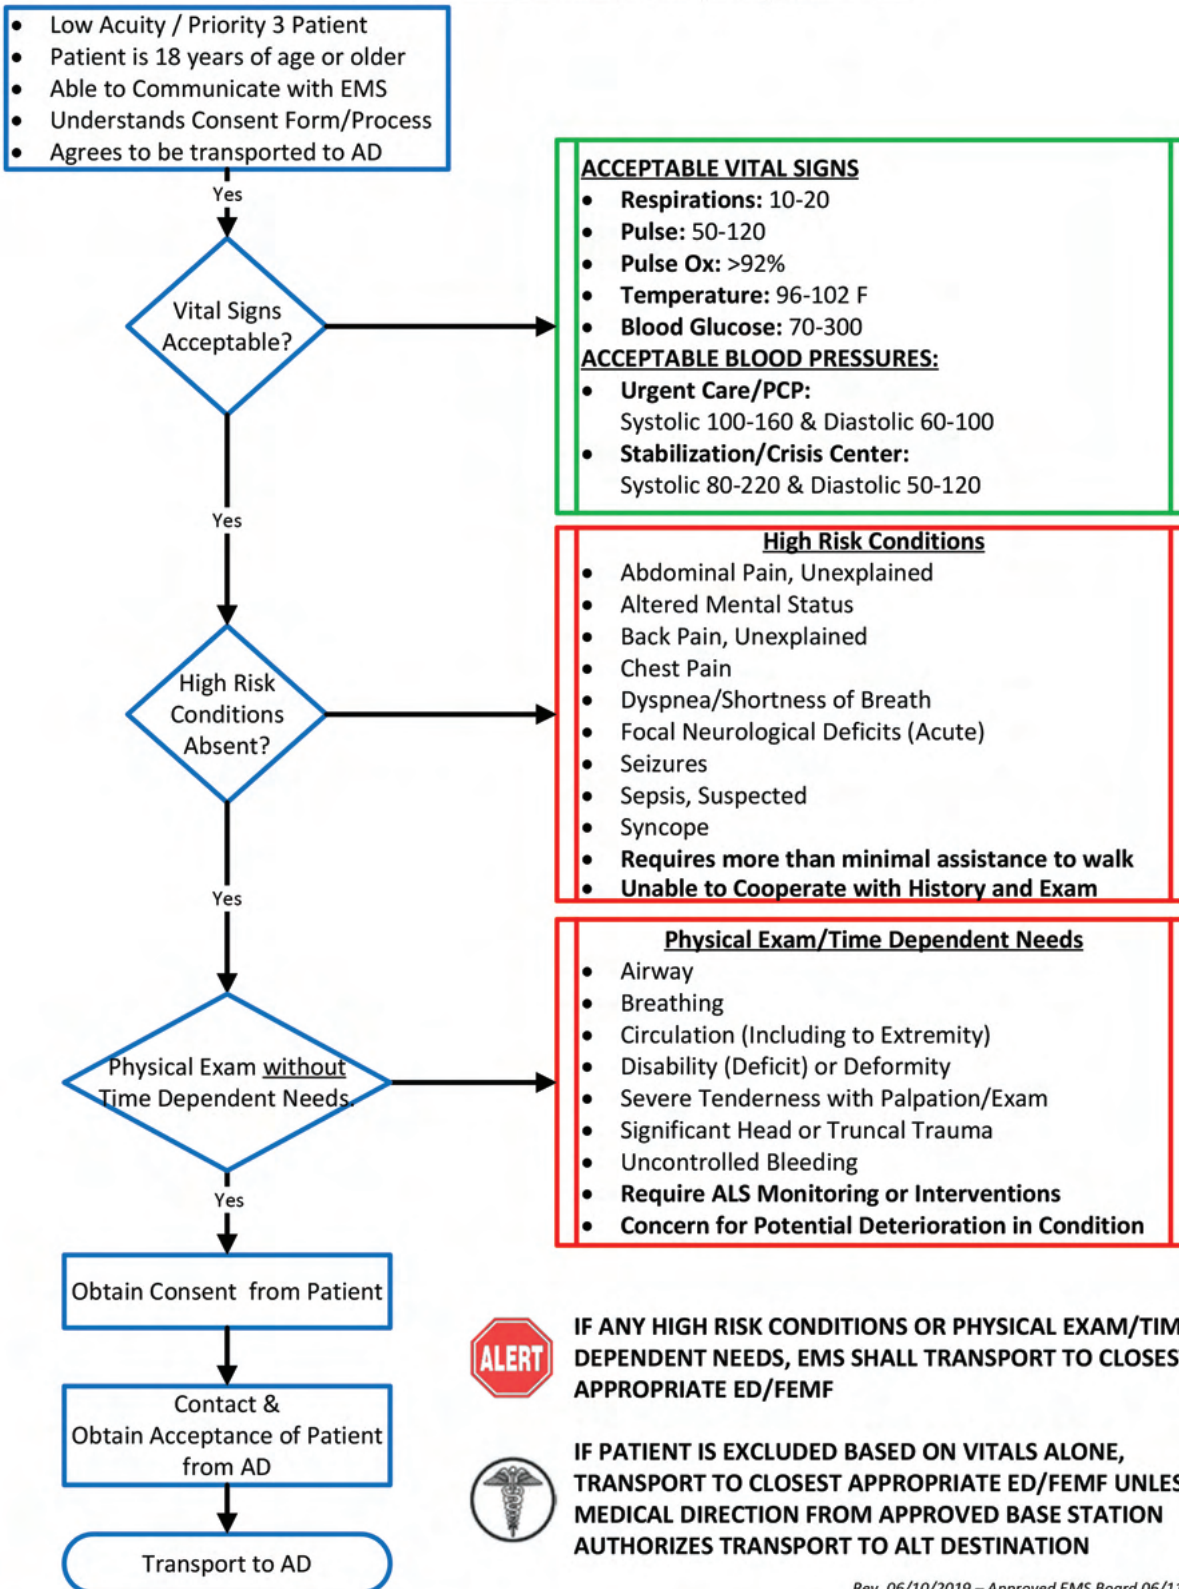 • Low Acuity / Priority 3 Patient
• Patient is 18 years of age or older
• Able to Communicate with EMS
• Understands Consent Form/Process
• Agrees to be transported to AD
Yes
Vital Signs
Acceptable?
ACCEPTABLE VITAL SIGNS
• Respirations: 10-20
• Pulse: 50-120
• Pulse Ox: >92%
• Temperature: 96-102 F
• Blood Glucose: 70-300
ACCEPTABLE BLOOD PRESSURES:
• Urgent Care/PCP:
Systolic 100-160 & Diastolic 60-100
• Stabilization/Crisis Center:
Systolic 80-220 & Diastolic 50-120
Yes
High Risk
Conditions
Absent?
High Risk Conditions
• Abdominal Pain, Unexplained
• Altered Mental Status
• Back Pain, Unexplained
• Chest Pain
• Dyspnea/Shortness of Breath
• Focal Neurological Deficits (Acute)
• Seizures
• Sepsis, Suspected
• Syncope
• Requires more than minimal assistance to walk
• Unable to Cooperate with History and Exam
Yes
Physical Exam without
Time Dependent Needs.
Physical Exam/Time Dependent Needs
• Airway
• Breathing
• Circulation (Including to Extremity)
• Disability (Deficit) or Deformity
• Severe Tenderness with Palpation/Exam
• Significant Head or Truncal Trauma
• Uncontrolled Bleeding
• Require ALS Monitoring or Interventions
• Concern for Potential Deterioration in Condition
Yes
Obtain Consent from Patient
Contact &
Obtain Acceptance of Patient
from AD
Transport to AD
ALERT
IF ANY HIGH RISK CONDITIONS OR PHYSICAL EXAM/TIM
DEPENDENT NEEDS, EMS SHALL TRANSPORT TO CLOSES
APPROPRIATE ED/FEMF
IF PATIENT IS EXCLUDED BASED ON VITALS ALONE,
TRANSPORT TO CLOSEST APPROPRIATE ED/FEMF UNLES
MEDICAL DIRECTION FROM APPROVED BASE STATION
AUTHORIZES TRANSPORT TO ALT DESTINATION
Rev. 06/10/2019 – Approved EMS Board 06/1